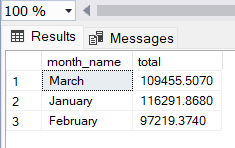 100 %
Results Messages
month_name total
1 March 109455.5070
2 January 116291.8680
3 February 97219.3740